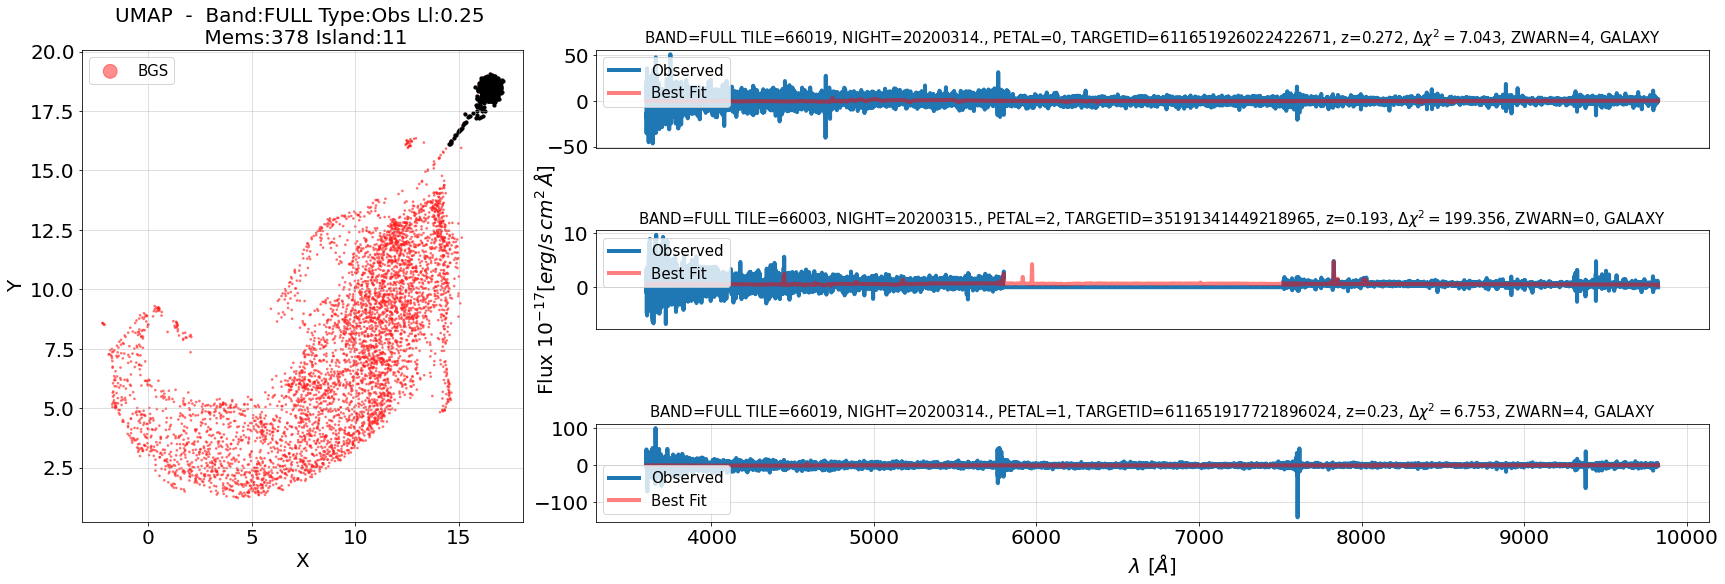 UMAP - Band:FULL Type:Obs Ll:0.25
Mems:378 Island:11
BGS
20.0
17.5
15.0
12.5
10.0
7.5
5.0
2.5
Y
0
5
10
15
X
BAND=FULL TILE=66019, NIGHT=20200314., PETAL=0, TARGETID=611651926022422671, z=0.272, Δχ² = 7.043, ZWARN=4, GALAXY
50
0
−50
Observed
Best Fit
BAND=FULL TILE=66003, NIGHT=20200315., PETAL=2, TARGETID=35191341449218965, z=0.193, Δχ² = 199.356, ZWARN=0, GALAXY
10
0
Observed
Best Fit
Flux 10⁻¹⁷[erg/s cm² Å]
BAND=FULL TILE=66019, NIGHT=20200314., PETAL=1, TARGETID=611651917721896024, z=0.23, Δχ² = 6.753, ZWARN=4, GALAXY
100
0
−100
Observed
Best Fit
4000
5000
6000
7000
8000
9000
10000
λ [Å]